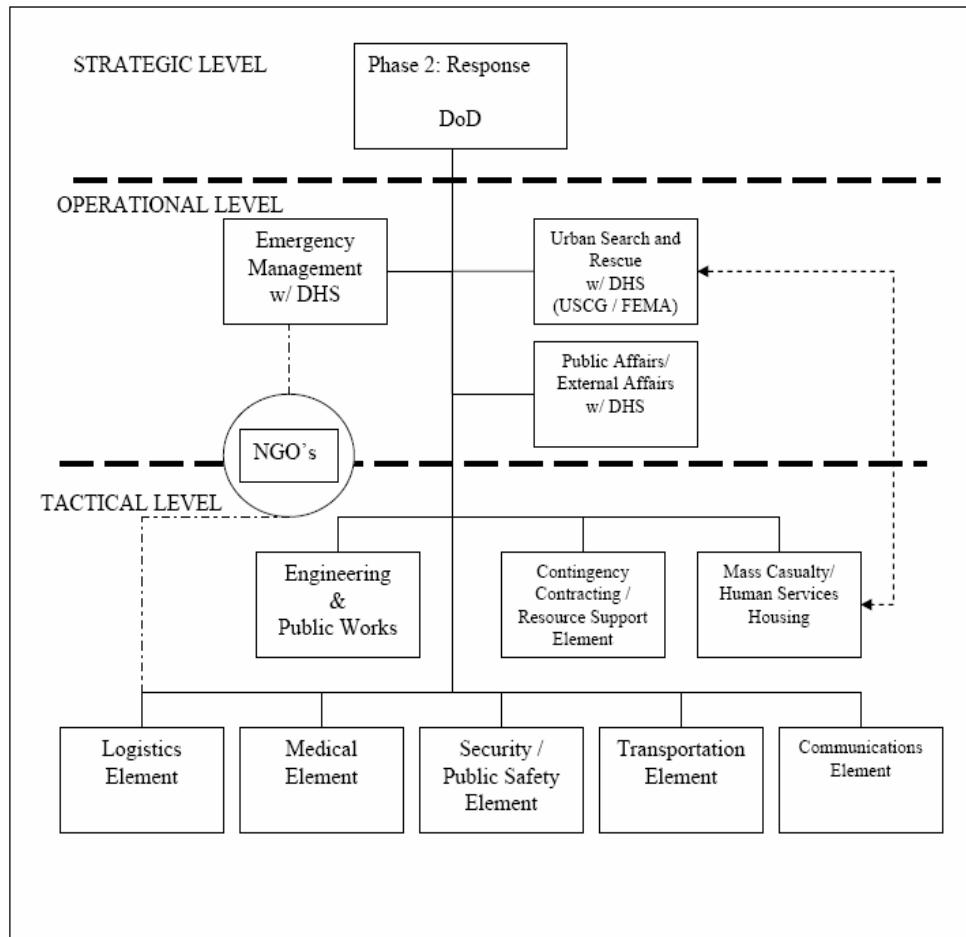 STRATEGIC LEVEL
Phase 2: Response
DoD
OPERATIONAL LEVEL
Emergency
Management
w/ DHS
Urban Search and
Rescue
w/ DHS
(USCG / FEMA)
Public Affairs/
External Affairs
w/ DHS
NGO’s
TACTICAL LEVEL
Engineering
&
Public Works
Contingency
Contracting /
Resource Support
Element
Mass Casualty/
Human Services
Housing
Logistics
Element
Medical
Element
Security /
Public Safety
Element
Transportation
Element
Communications
Element